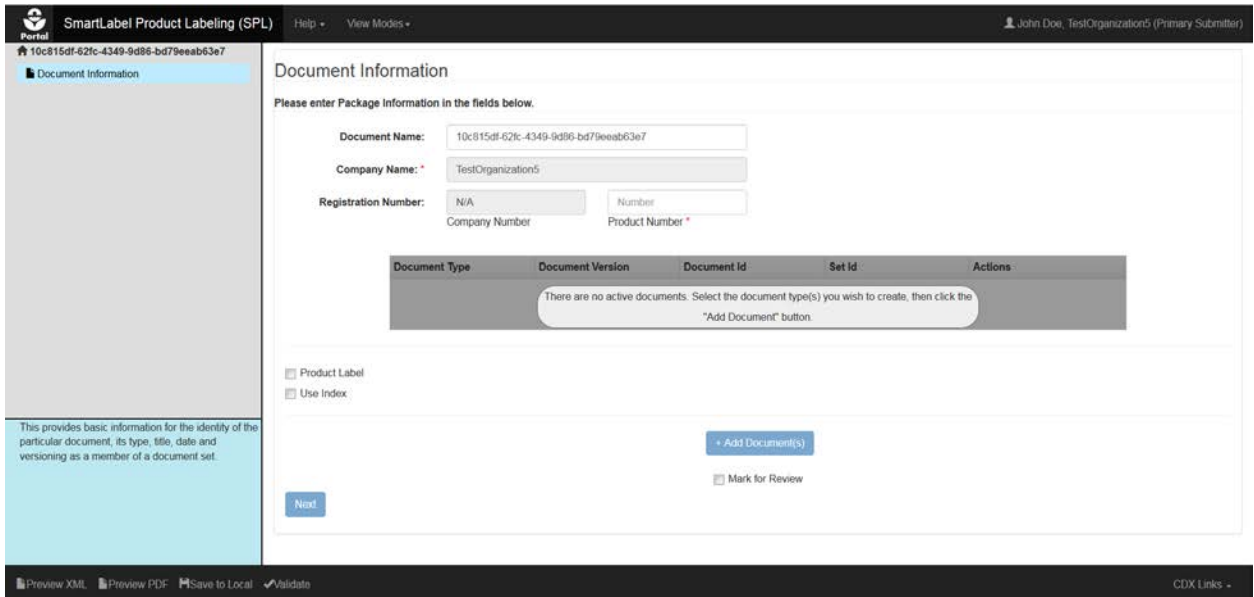 Portal
SmartLabel Product Labeling (SPL)
Help
View Modes
John Doe, TestOrganization5 (Primary Submitter)
10c815df-62fc-4349-9d86-bd79eeab63e7
Document Information
This provides basic information for the identity of the
particular document, its type, title, date and
versioning as a member of a document set.
Document Information
Please enter Package Information in the fields below.
Document Name: 10c815df-62fc-4349-9d86-bd79eeab63e7
Company Name: * TestOrganization5
Registration Number: N/A Number
Company Number Product Number *
Document Type Document Version Document Id Set Id Actions
There are no active documents. Select the document type(s) you wish to create, then click the
"Add Document" button.
Product Label
Use Index
+ Add Document(s)
Mark for Review
Next
Preview XML Preview PDF Save to Local Validate CDX Links